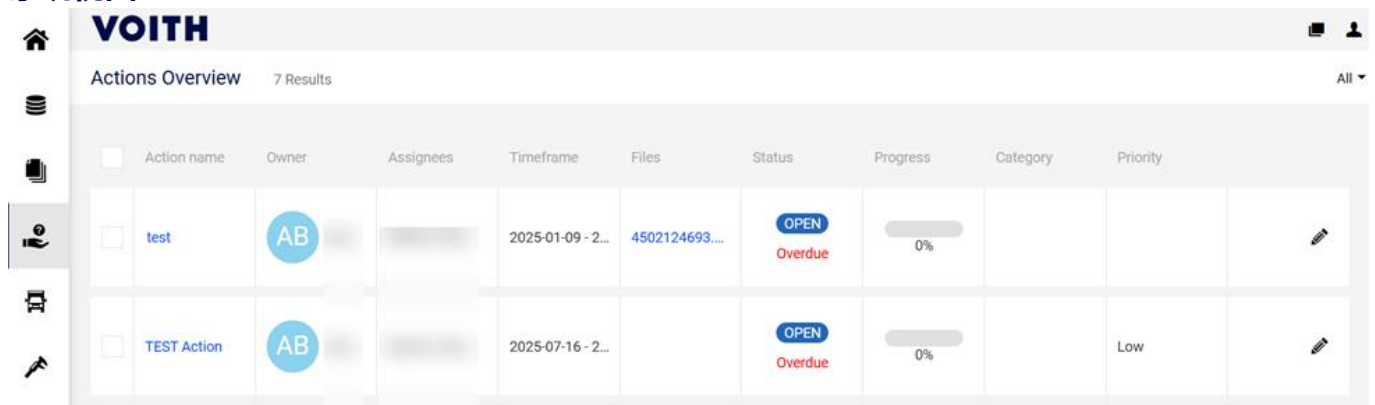 VOITH
Actions Overview 7 Results All
Action name Owner Assignees Timeframe Files Status Progress Category Priority
test AB 2025-01-09 - 2... 4502124693.... OPEN 0%
Overdue
TEST Action AB 2025-07-16 - 2... OPEN 0% Low
Overdue